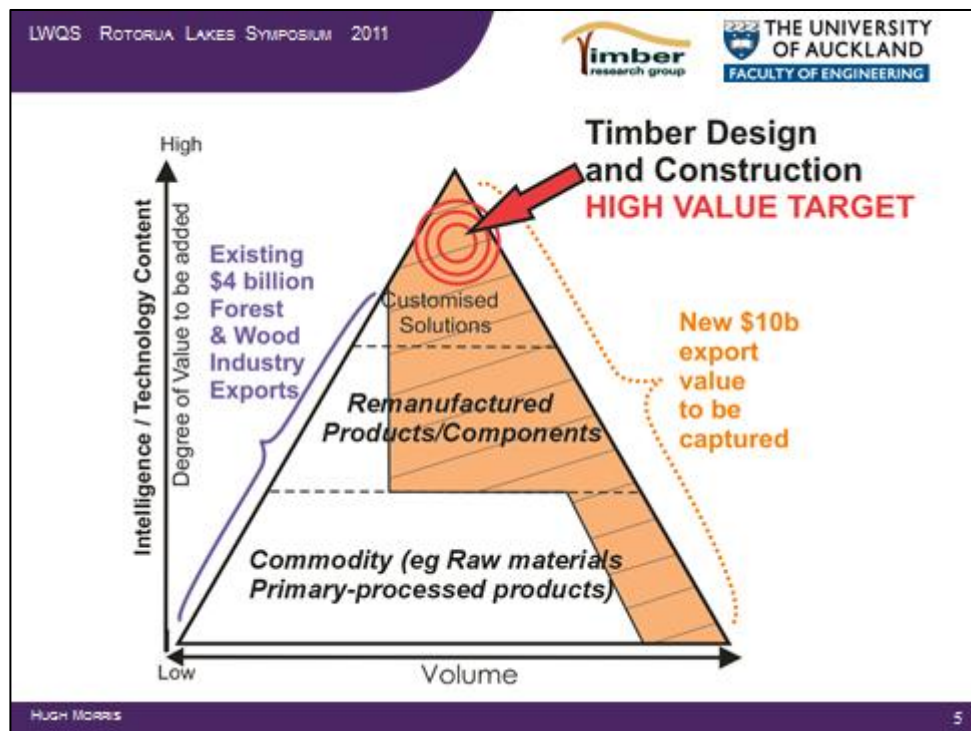 LWQS ROTORUA LAKES SYMPOSIUM 2011
Timber
research group
THE UNIVERSITY
OF AUCKLAND
FACULTY OF ENGINEERING
Timber Design
and Construction
HIGH VALUE TARGET
High
Intelligence / Technology Content
Degree of Value to be added
Existing
$4 billion
Forest
& Wood
Industry
Exports
Customised
Solutions
New $10b
export
value
to be
captured
Remanufactured
Products/Components
Commodity (eg Raw materials
Primary-processed products)
Low
Volume
HUGH MORRIS
5